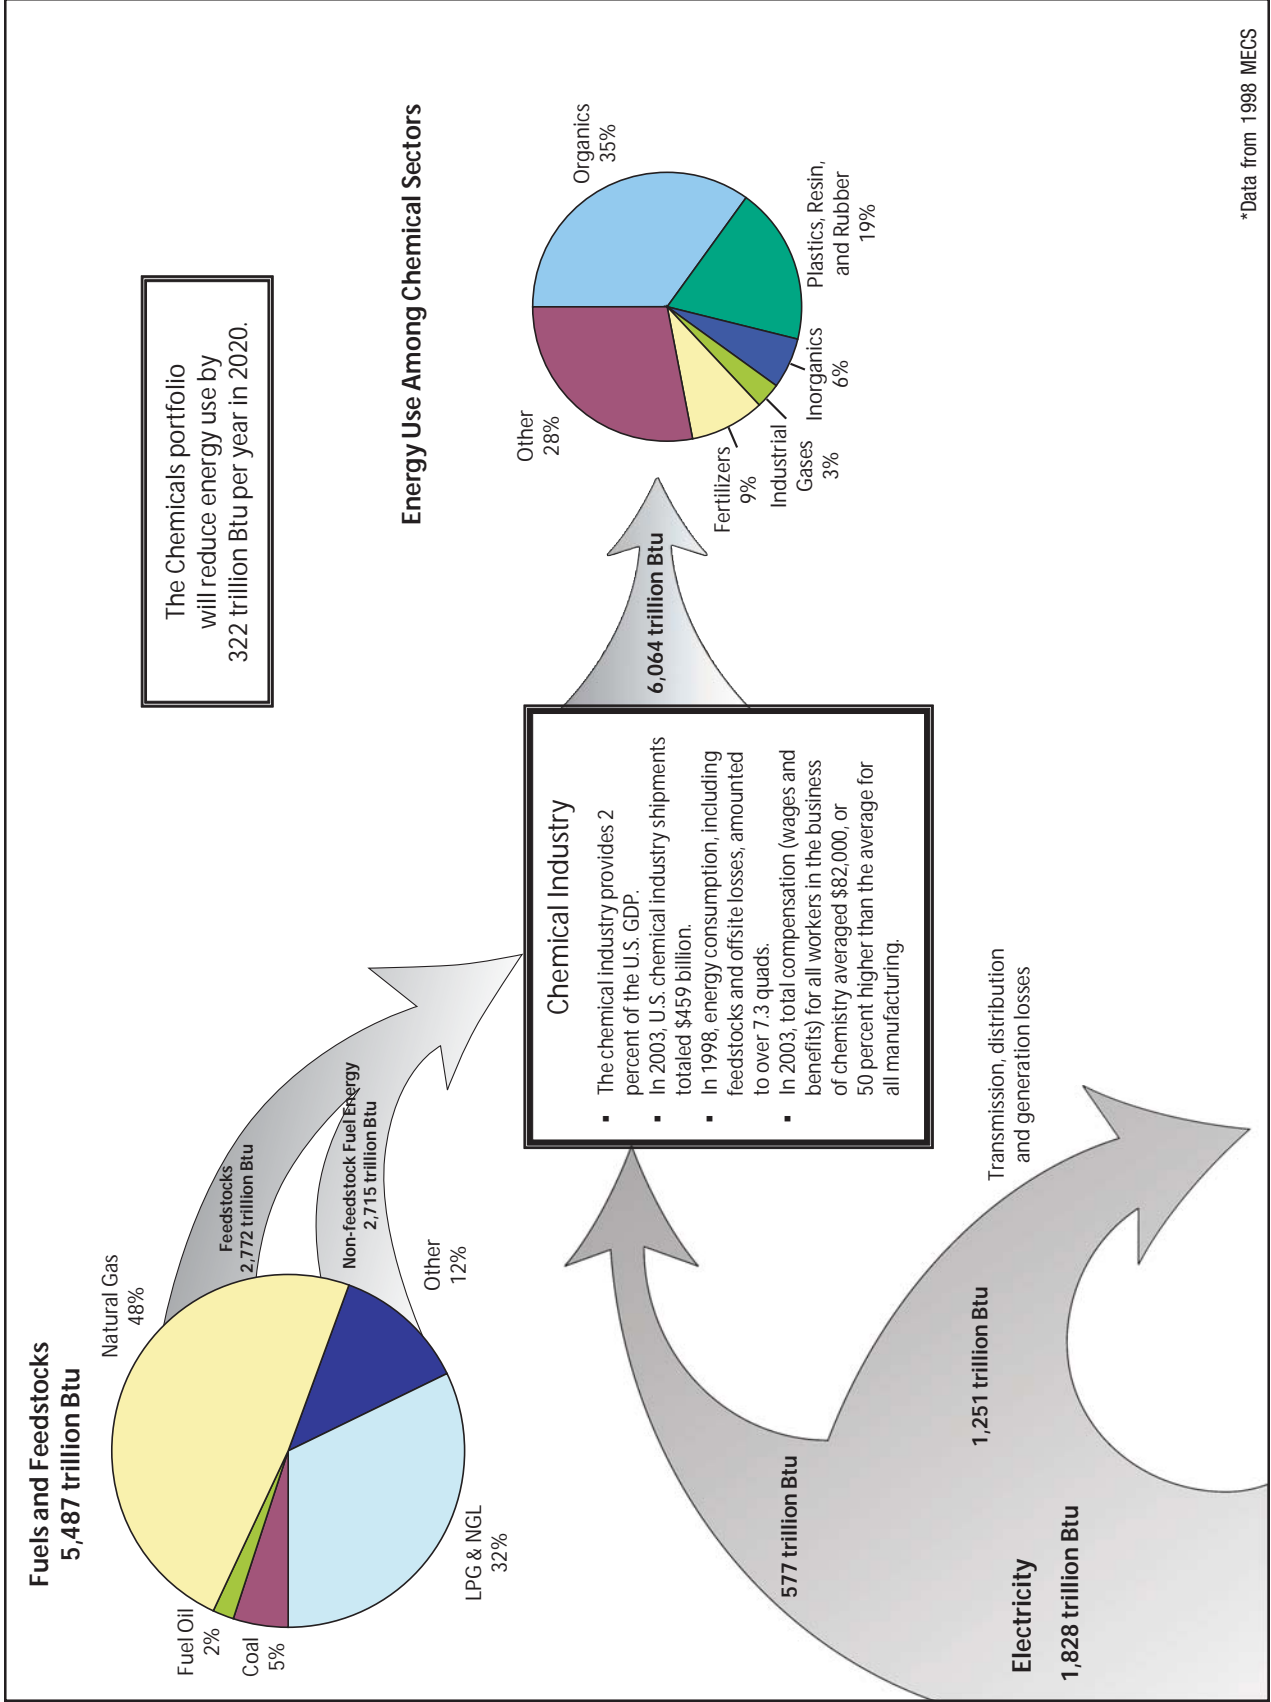 Fuels and Feedstocks
5,487 trillion Btu
Natural Gas
48%
Fuel Oil
2%
Coal
5%
LPG & NGL
32%
Other
12%
Feedstocks
2,772 trillion Btu
Non-feedstock Fuel Energy
2,715 trillion Btu
The Chemicals portfolio
will reduce energy use by
322 trillion Btu per year in 2020.
Chemical Industry
▪ The chemical industry provides 2
percent of the U.S. GDP.
▪ In 2003, U.S. chemical industry shipments
totaled $459 billion.
▪ In 1998, energy consumption, including
feedstocks and offsite losses, amounted
to over 7.3 quads.
▪ In 2003, total compensation (wages and
benefits) for all workers in the business
of chemistry averaged $82,000, or
50 percent higher than the average for
all manufacturing.
6,064 trillion Btu
Energy Use Among Chemical Sectors
Other
28%
Organics
35%
Fertilizers
9%
Industrial
Gases
3%
Inorganics
6%
Plastics, Resin,
and Rubber
19%
577 trillion Btu
Electricity
1,828 trillion Btu
1,251 trillion Btu
Transmission, distribution
and generation losses
*Data from 1998 MECS